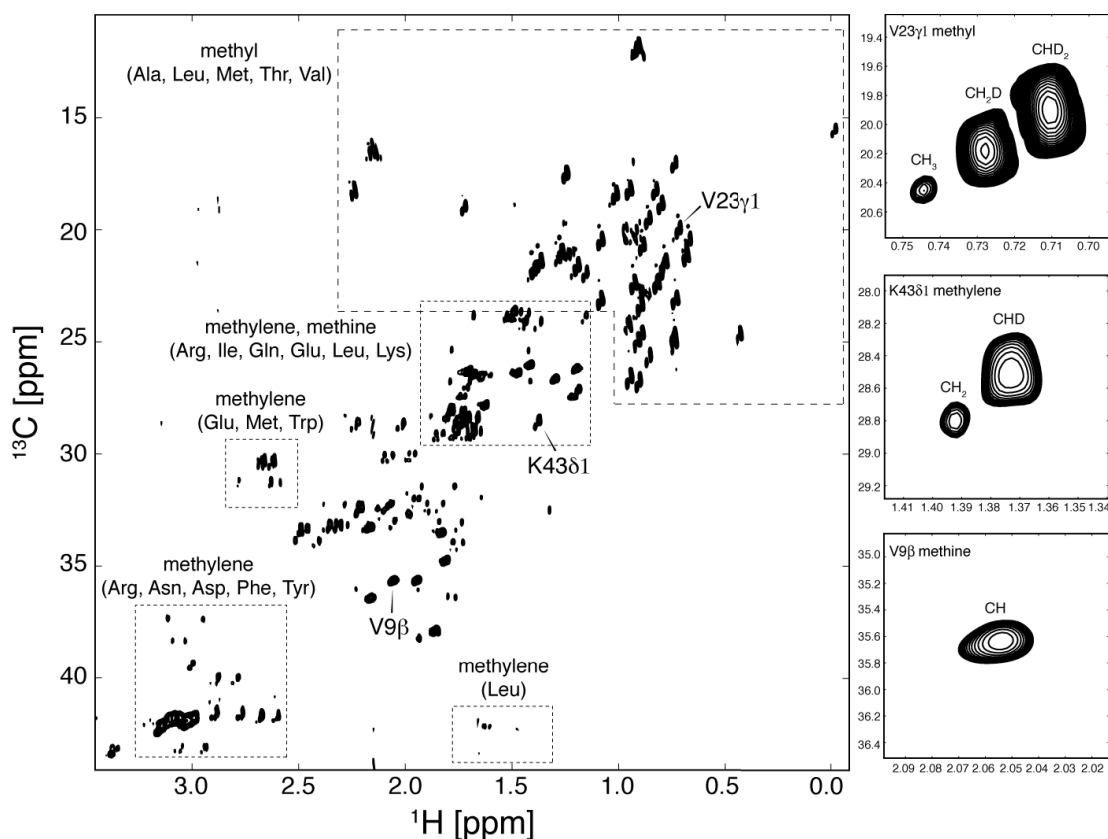 methyl
(Ala, Leu, Met, Thr, Val)
V23γ1
methylene, methine
(Arg, Ile, Gln, Glu, Leu, Lys)
K43δ1
methylene
(Glu, Met, Trp)
methylene
(Arg, Asn, Asp, Phe, Tyr)
V9β
methylene
(Leu)
15
20
25
30
35
40
¹³C [ppm]
3.0 2.5 2.0 1.5 1.0 0.5 0.0
¹H [ppm]
V23γ1 methyl
CHD₂
CH₂D
CH₃
19.4
19.6
19.8
20.0
20.2
20.4
20.6
0.75 0.74 0.73 0.72 0.71 0.70
K43δ1 methylene
CHD
CH₂
28.0
28.2
28.4
28.6
28.8
29.0
29.2
1.41 1.40 1.39 1.38 1.37 1.36 1.35 1.34
V9β methine
CH
35.0
35.2
35.4
35.6
35.8
36.0
36.2
36.4
2.09 2.08 2.07 2.06 2.05 2.04 2.03 2.02